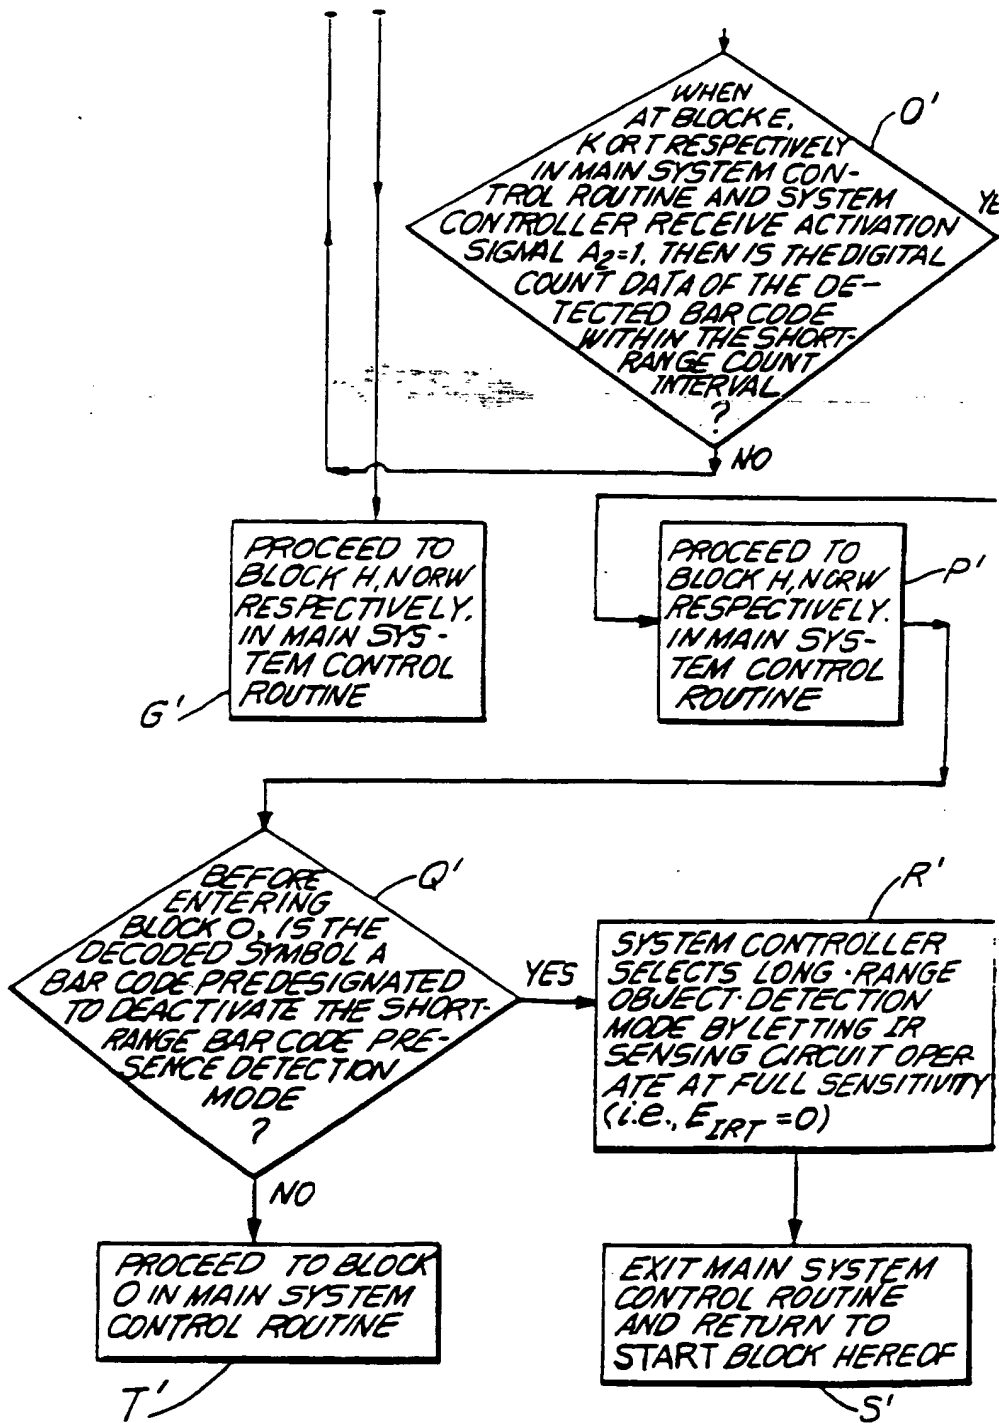 WHEN
AT BLOCK E,
K OR T RESPECTIVELY
IN MAIN SYSTEM CON-
TROL ROUTINE AND SYSTEM
CONTROLLER RECEIVE ACTIVATION
SIGNAL A2=1, THEN IS THE DIGITAL
COUNT DATA OF THE DE-
TECTED BAR CODE
WITHIN THE SHORT-
RANGE COUNT
INTERVAL
?
O'
YE
NO
PROCEED TO
BLOCK H, N OR W
RESPECTIVELY.
IN MAIN SYS-
TEM CONTROL
ROUTINE
G'
PROCEED TO
BLOCK H, N OR W
RESPECTIVELY.
IN MAIN SYS-
TEM CONTROL
ROUTINE
P'
BEFORE
ENTERING
BLOCK O, IS THE
DECODED SYMBOL A
BAR CODE PREDESIGNATED
TO DEACTIVATE THE SHORT-
RANGE BAR CODE PRE-
SENCE DETECTION
MODE
?
Q'
YES
NO
SYSTEM CONTROLLER
SELECTS LONG-RANGE
OBJECT DETECTION
MODE BY LETTING IR
SENSING CIRCUIT OPER-
ATE AT FULL SENSITIVITY
(i.e., EIRT=0)
R'
PROCEED TO BLOCK
O IN MAIN SYSTEM
CONTROL ROUTINE
T'
EXIT MAIN SYSTEM
CONTROL ROUTINE
AND RETURN TO
START BLOCK HEREOF
S'